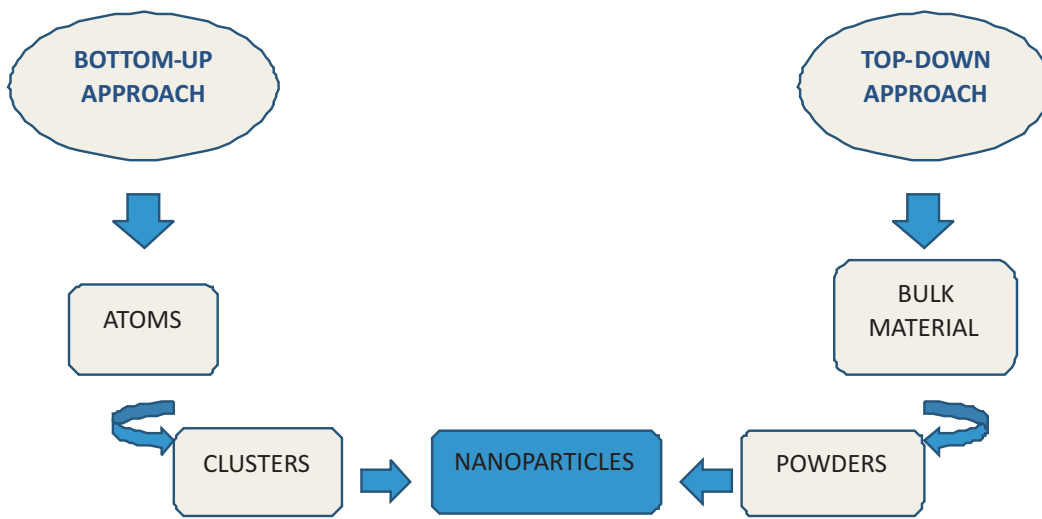 BOTTOM-UP
APPROACH
TOP-DOWN
APPROACH
ATOMS
BULK
MATERIAL
CLUSTERS
NANOPARTICLES
POWDERS